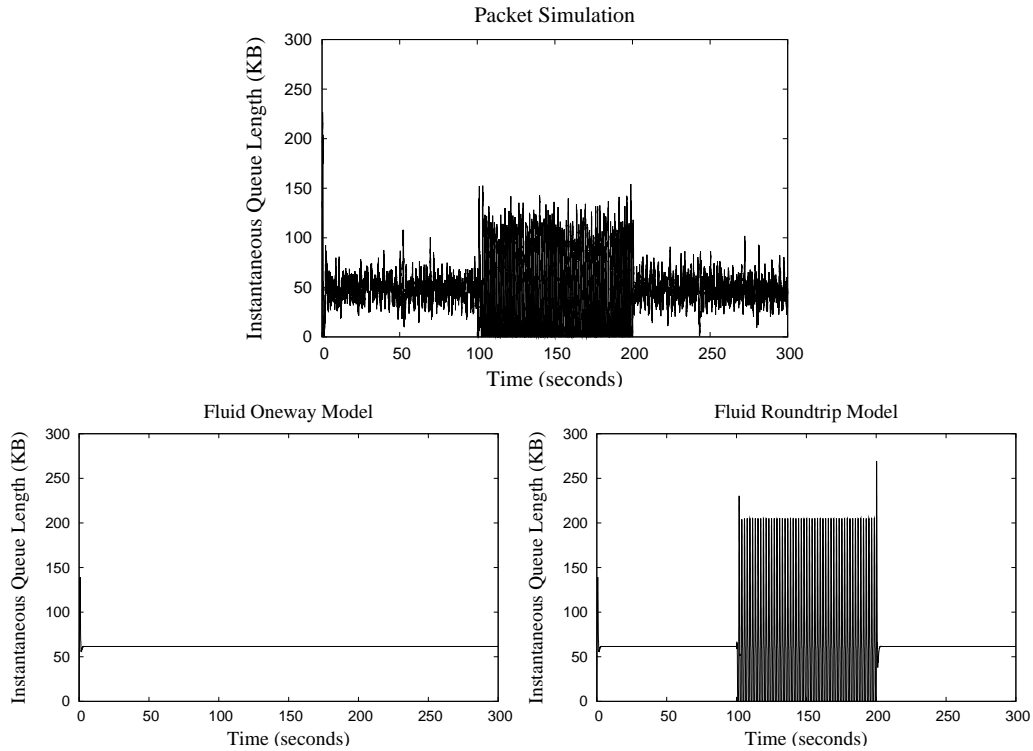 Packet Simulation
Instantaneous Queue Length (KB)
300
250
200
150
100
50
0
0 50 100 150 200 250 300
Time (seconds)
Fluid Oneway Model
Instantaneous Queue Length (KB)
300
250
200
150
100
50
0
0 50 100 150 200 250 300
Time (seconds)
Fluid Roundtrip Model
Instantaneous Queue Length (KB)
300
250
200
150
100
50
0
0 50 100 150 200 250 300
Time (seconds)